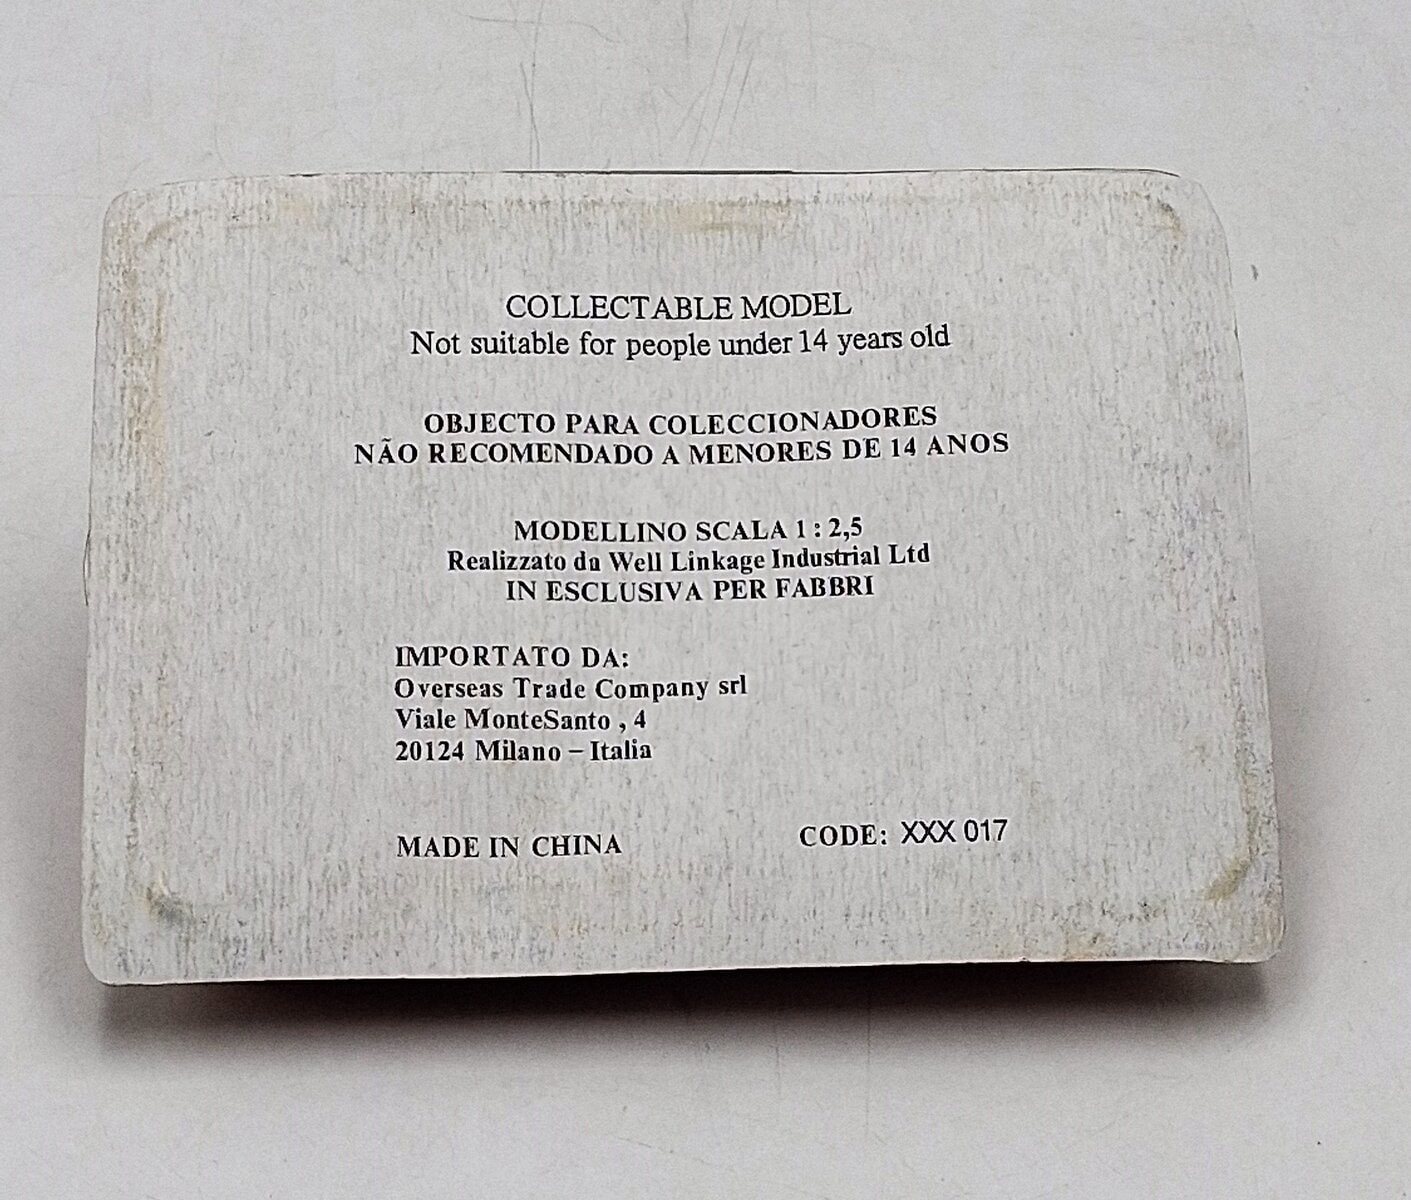 COLLECTABLE MODEL
Not suitable for people under 14 years old
OBJECTO PARA COLECCIONADORES
NÃO RECOMENDADO A MENORES DE 14 ANOS
MODELLINO SCALA 1 : 2,5
Realizzato da Well Linkage Industrial Ltd
IN ESCLUSIVA PER FABBRI
IMPORTATO DA:
Overseas Trade Company srl
Viale MonteSanto , 4
20124 Milano – Italia
MADE IN CHINA
CODE: XXX 017